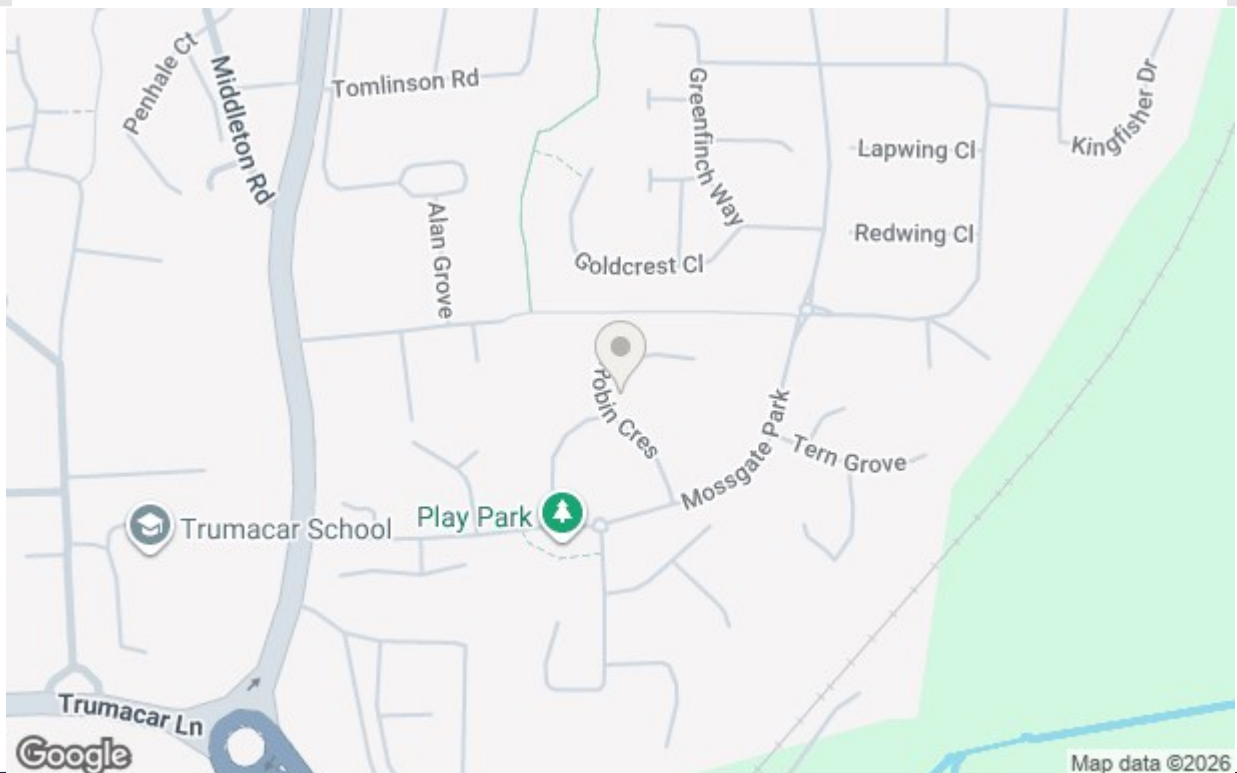 Penhale Ct
Middleton Rd
Tomlinson Rd
Greenfinch Way
Lapwing Cl
Kingfisher Dr
Alan Grove
Goldcrest Cl
Redwing Cl
Robin Cres
Mossgate Park
Tern Grove
Play Park
Trumacar School
Trumacar Ln
Google
Map data ©2026